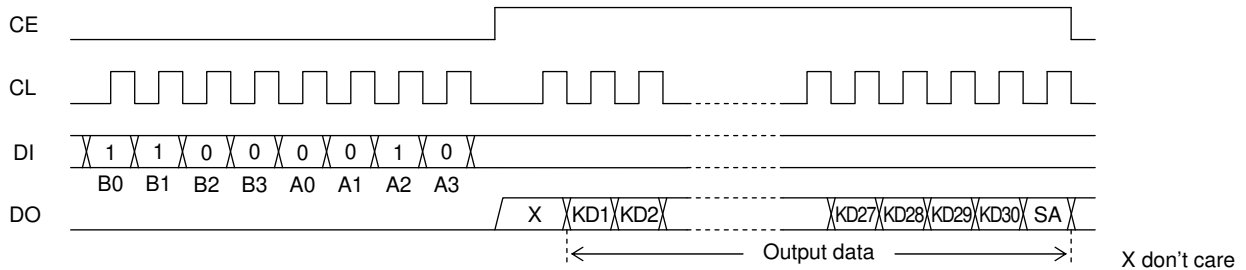 CE
CL
DI 1 1 0 0 0 0 1 0
B0 B1 B2 B3 A0 A1 A2 A3
DO X KD1 KD2 KD27 KD28 KD29 KD30 SA
Output data
X don't care